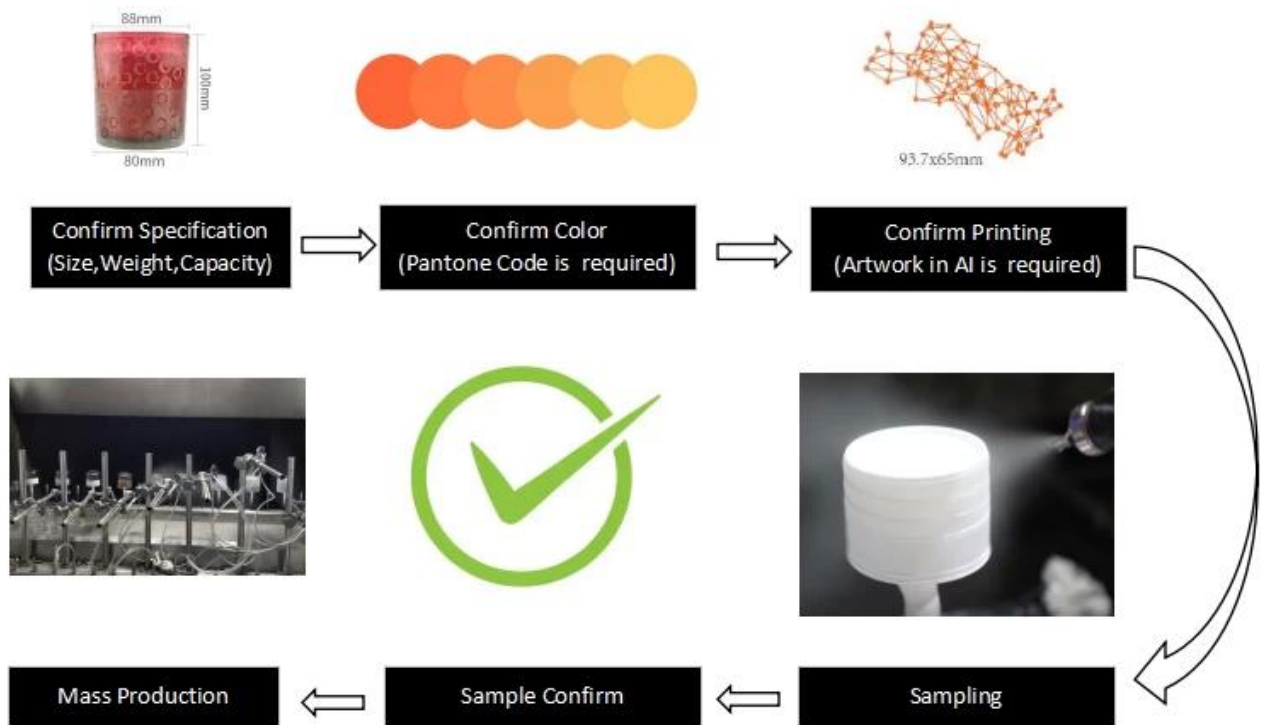 88mm
100mm
80mm
93.7x65mm
Confirm Specification
(Size,Weight,Capacity)
Confirm Color
(Pantone Code is required)
Confirm Printing
(Artwork in AI is required)
Mass Production
Sample Confirm
Sampling